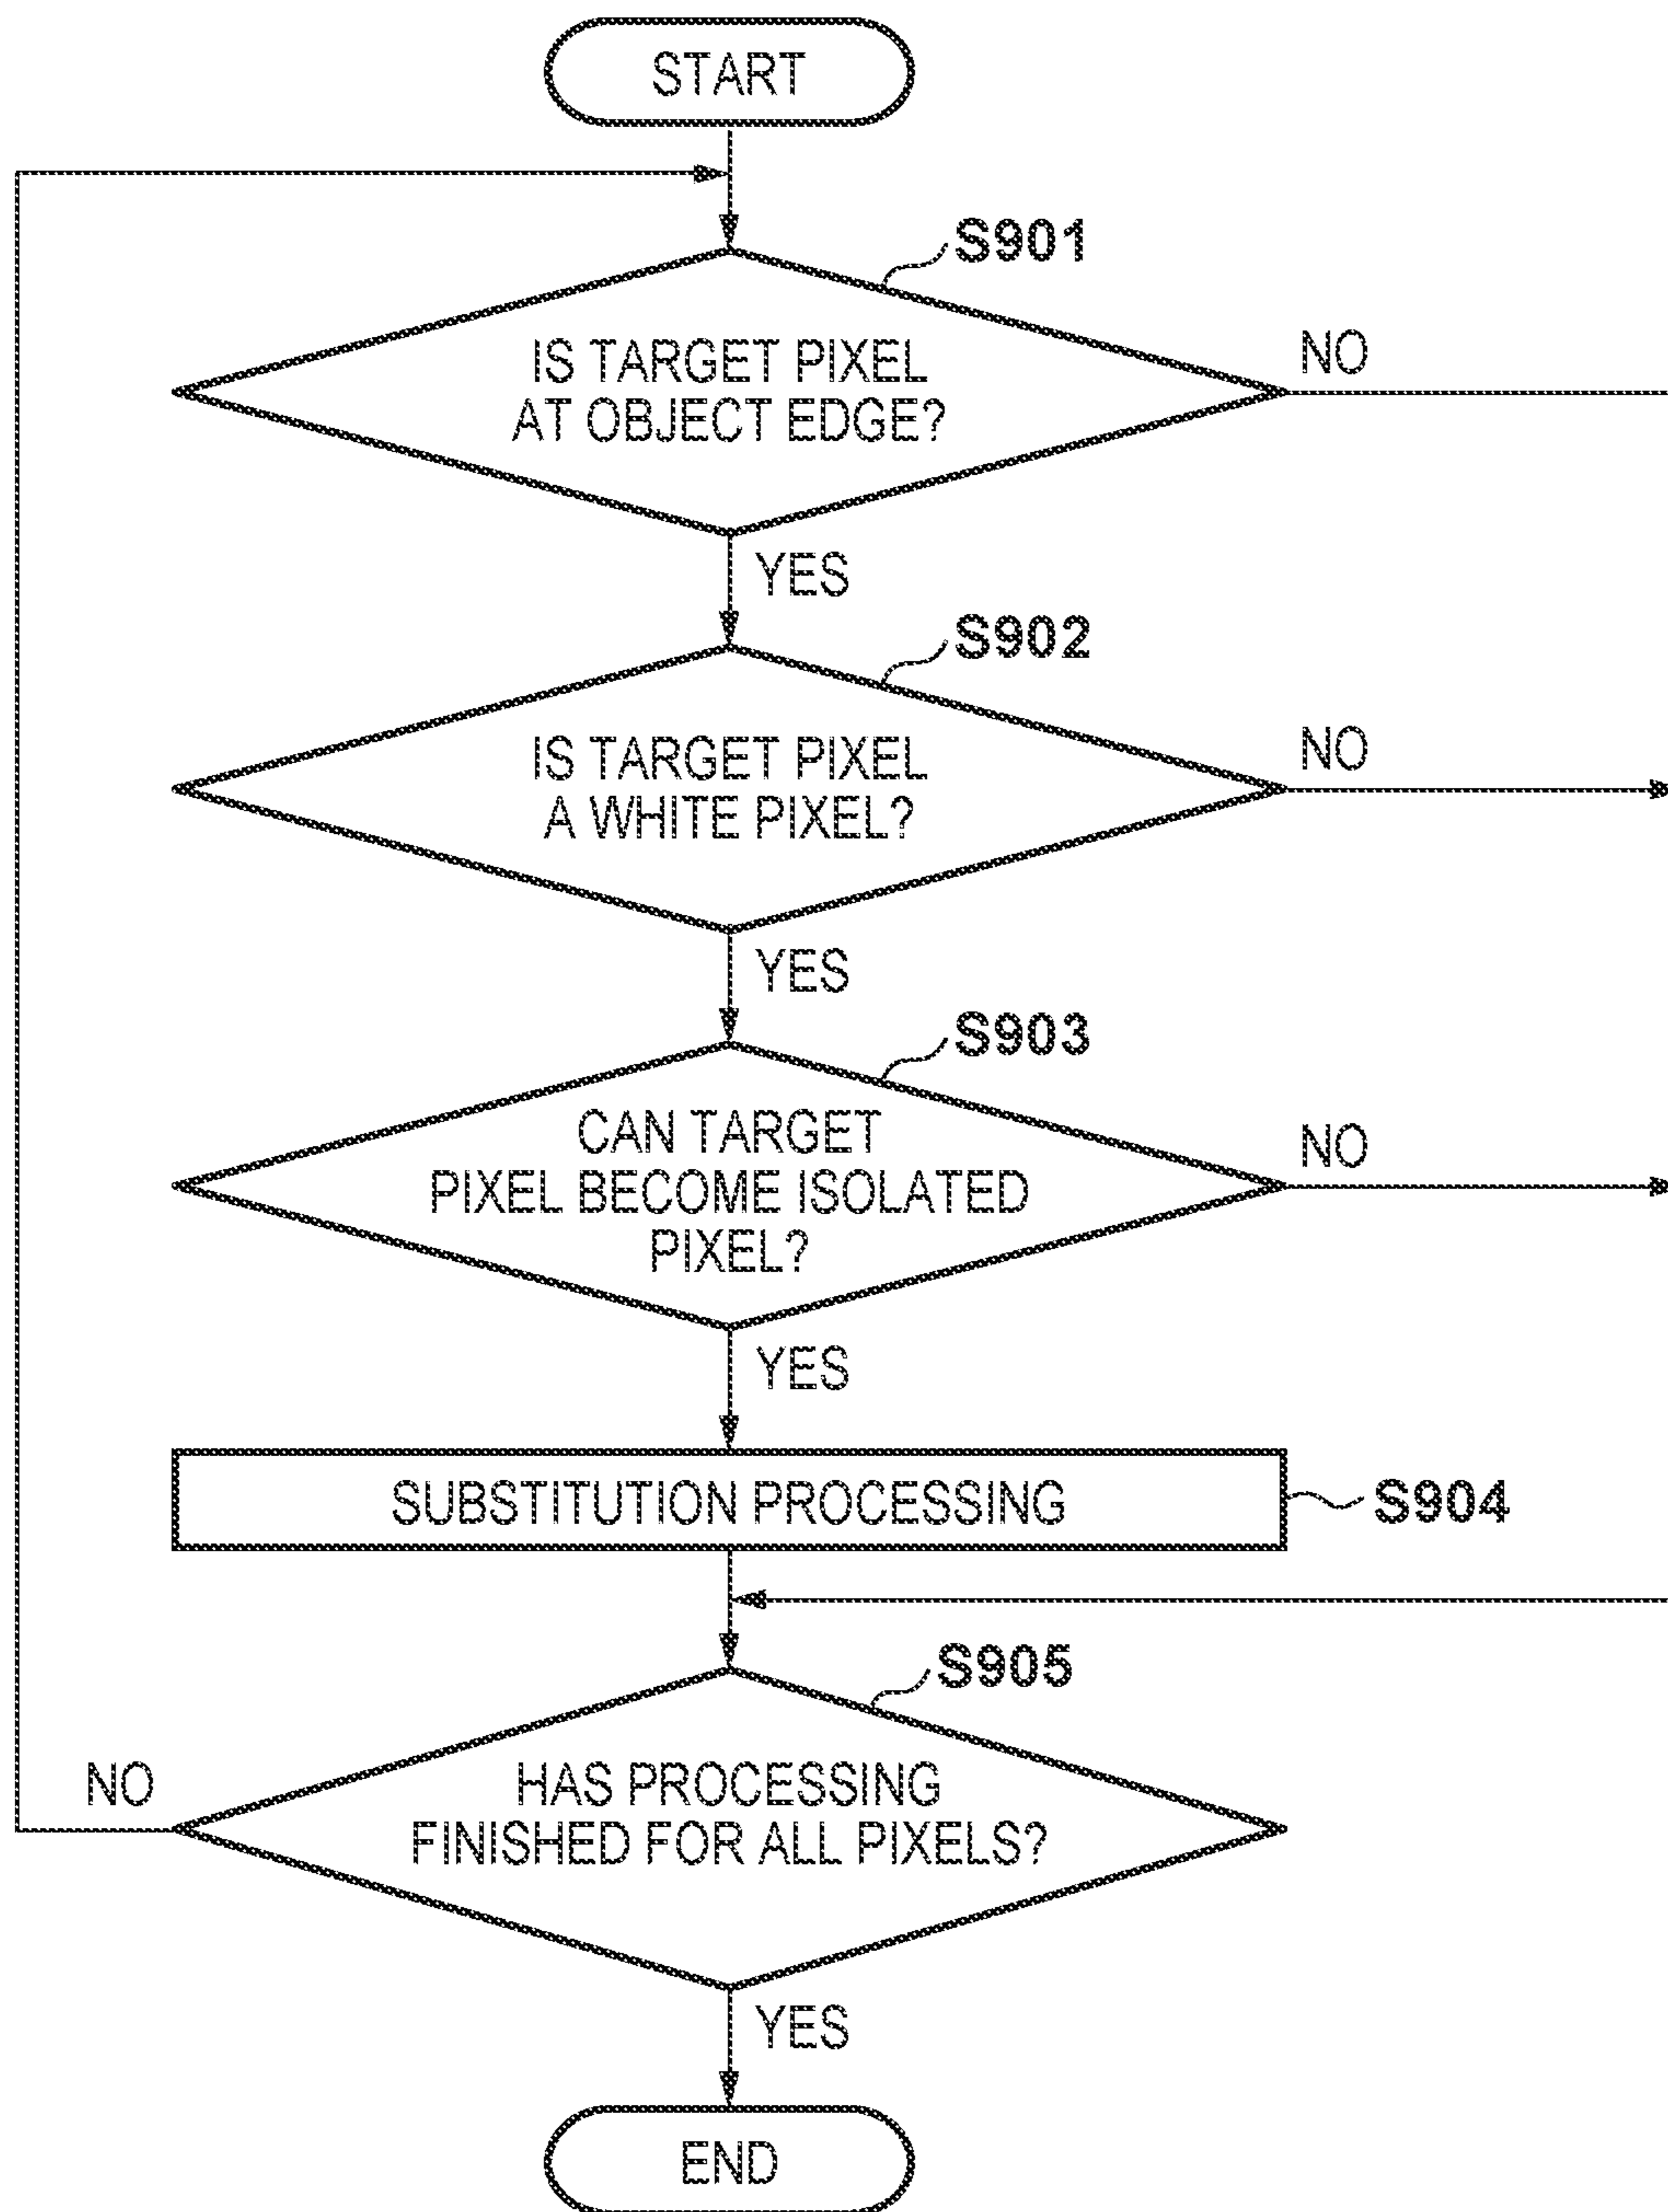 START
S901
IS TARGET PIXEL
AT OBJECT EDGE?
NO
YES
S902
IS TARGET PIXEL
A WHITE PIXEL?
NO
YES
S903
CAN TARGET
PIXEL BECOME ISOLATED
PIXEL?
NO
YES
SUBSTITUTION PROCESSING
S904
S905
HAS PROCESSING
FINISHED FOR ALL PIXELS?
NO
YES
END